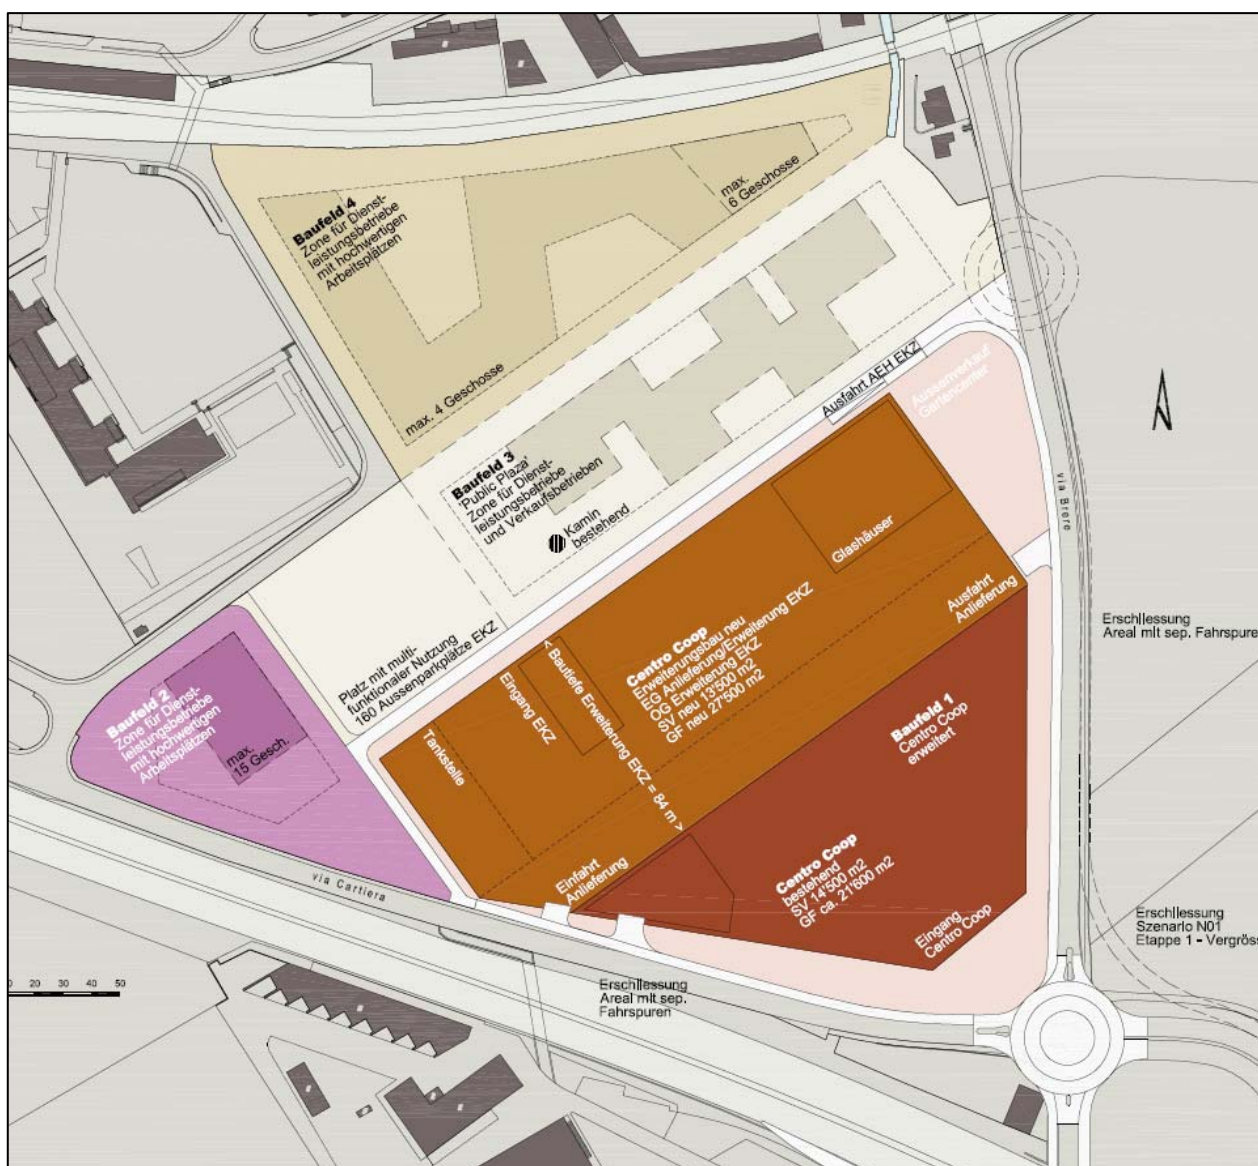 Baufeld 4
Zone für Dienst-
leistungsbetriebe
mit hochwertigen
Arbeitsplätzen
max.
6 Geschosse
max. 4 Geschosse
Baufeld 3
'Public Plaza'
Zone für Dienst-
leistungsbetriebe
und Verkaufsbetrieben
Kamin
bestehend
Ausfahrt AEH EKZ
Aussenverkauf
Gartencenter
via Brere
Glashäuser
Ausfahrt
Anlieferung
Erschliessung
Areal mit sep. Fahrspure
Platz mit multi-
funktionaler Nutzung
160 Aussenparkplätze EKZ
Eingang EKZ
< Bautiefe Erweiterung EKZ = 84 m >
Centro Coop
Erweiterungsbau neu
EG Anlieferung/Erweiterung EKZ
OG Erweiterung EKZ
SV neu 13'500 m2
GF neu 27'500 m2
Baufeld 2
Zone für Dienst-
leistungsbetriebe
mit hochwertigen
Arbeitsplätzen
max.
15 Gesch.
Tankstelle
Baufeld 1
Centro Coop
erweitert
Einfahrt
Anlieferung
Centro Coop
bestehend
SV 14'500 m2
GF ca. 21'600 m2
Eingang
Centro Coop
via Cartiera
Erschliessung
Szenario N01
Etappe 1 - Vergröss
Erschliessung
Areal mit sep.
Fahrspuren
0 20 30 40 50